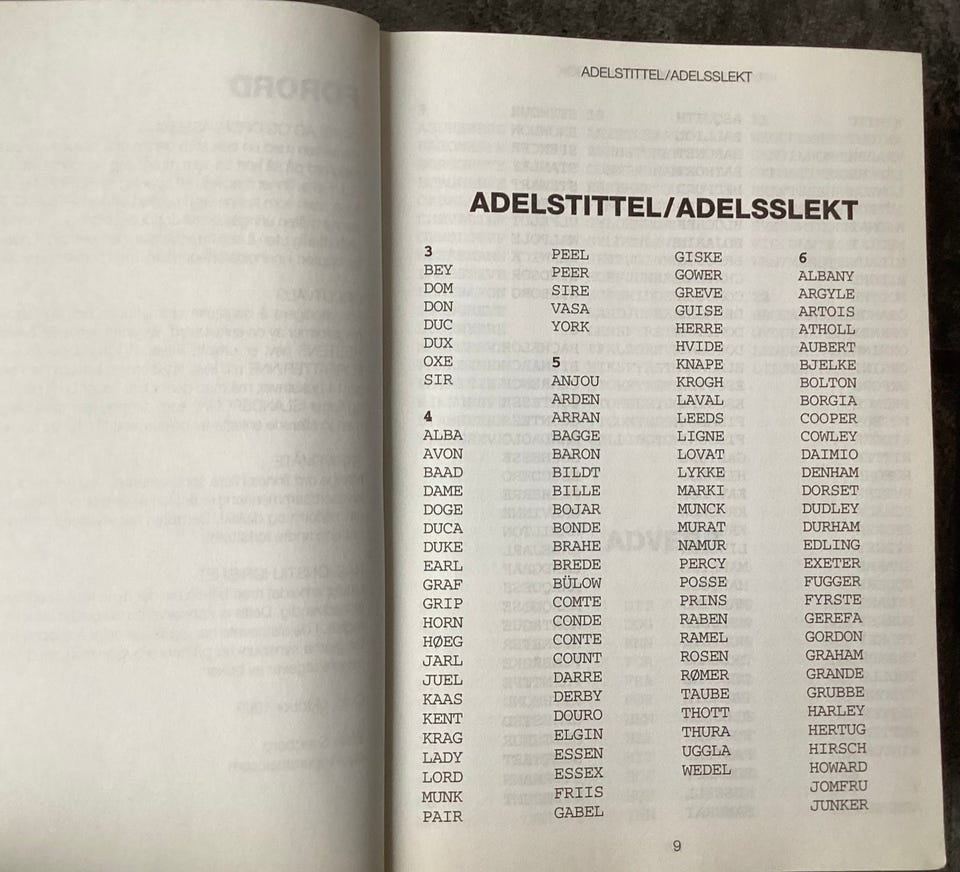 ADELSTITTEL/ADELSSLEKT
ADELSTITTEL/ADELSSLEKT
3
BEY
DOM
DON
DUC
DUX
OXE
SIR
4
ALBA
AVON
BAAD
DAME
DOGE
DUCA
DUKE
EARL
GRAF
GRIP
HORN
HØEG
JARL
JUEL
KAAS
KENT
KRAG
LADY
LORD
MUNK
PAIR
PEEL
PEER
SIRE
VASA
YORK
5
ANJOU
ARDEN
ARRAN
BAGGE
BARON
BILDT
BILLE
BOJAR
BONDE
BRAHE
BREDE
BÜLOW
COMTE
CONDE
CONTE
COUNT
DARRE
DERBY
DOURO
ELGIN
ESSEN
ESSEX
FRIIS
GABEL
GISKE
GOWER
GREVE
GUISE
HERRE
HVIDE
KNAPE
KROGH
LAVAL
LEEDS
LIGNE
LOVAT
LYKKE
MARKI
MUNCK
MURAT
NAMUR
PERCY
POSSE
PRINS
RABEN
RAMEL
ROSEN
RØMER
TAUBE
THOTT
THURA
UGGLA
WEDEL
6
ALBANY
ARGYLE
ARTOIS
ATHOLL
AUBERT
BJELKE
BOLTON
BORGIA
COOPER
COWLEY
DAIMIO
DENHAM
DORSET
DUDLEY
DURHAM
EDLING
EXETER
FUGGER
FYRSTE
GEREFA
GORDON
GRAHAM
GRANDE
GRUBBE
HARLEY
HERTUG
HIRSCH
HOWARD
JOMFRU
JUNKER
9